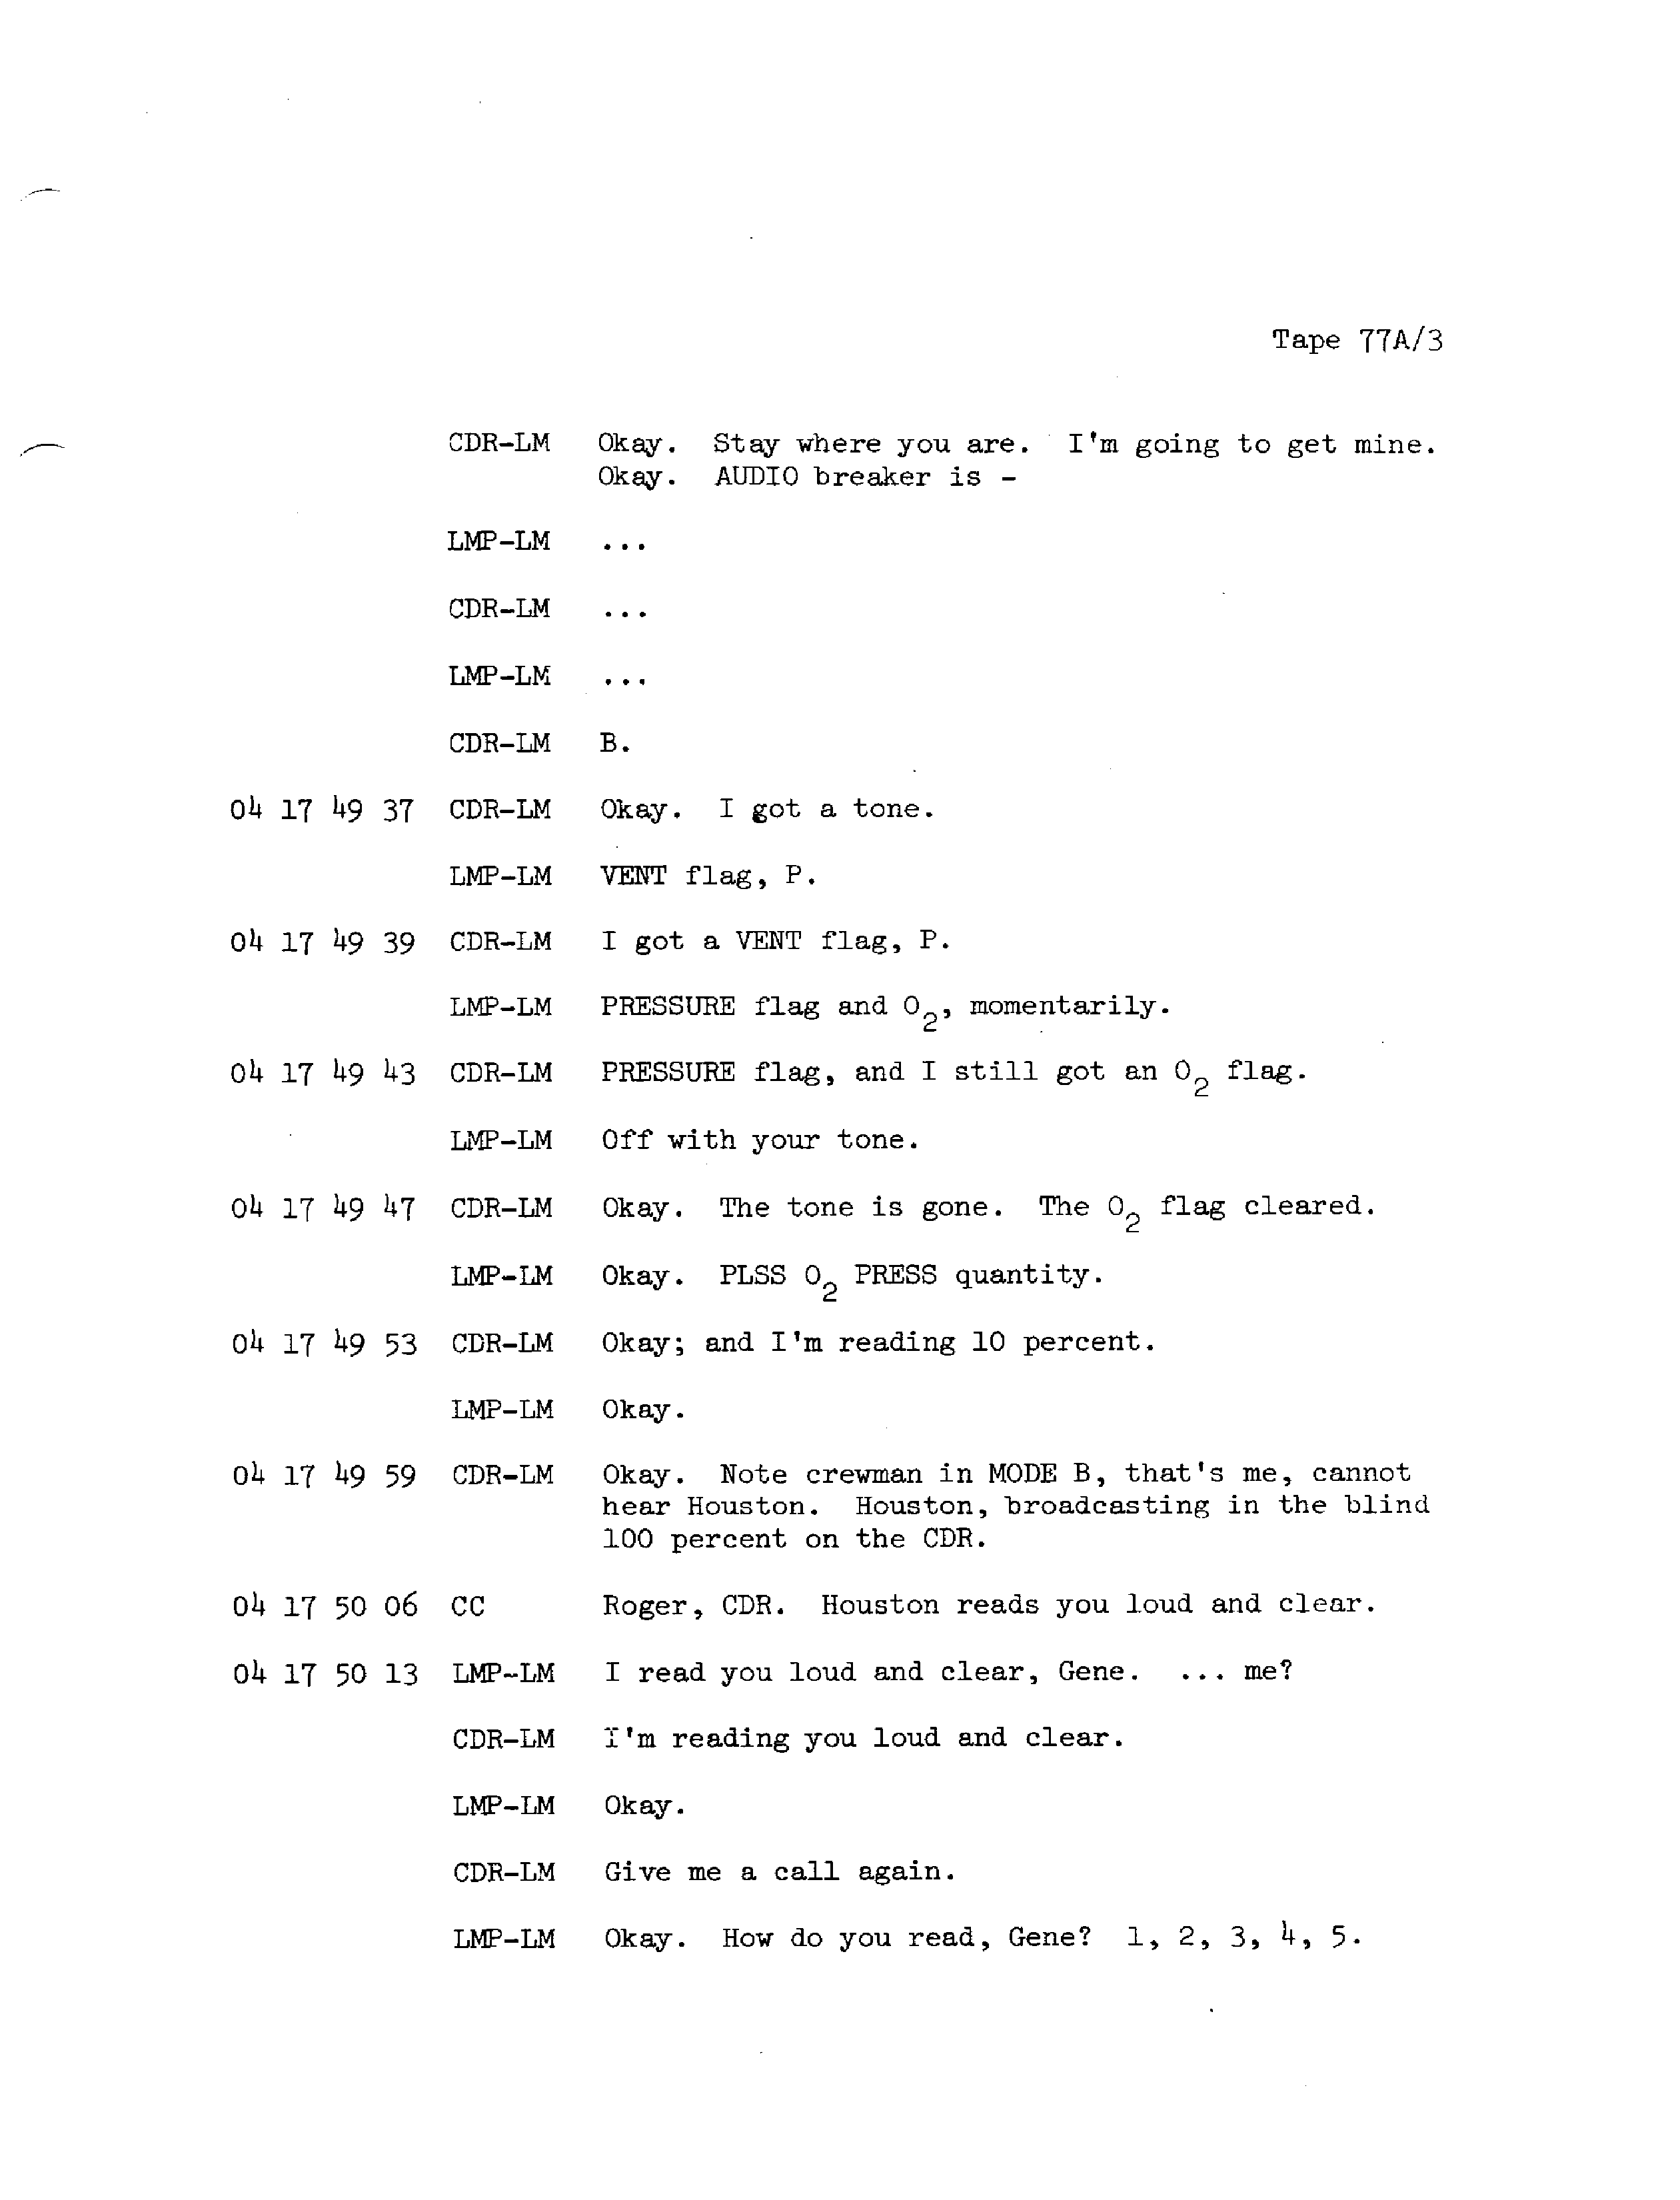 Tape 77A/3
CDR-LM Okay. Stay where you are. I'm going to get mine.
Okay. AUDIO breaker is -
LMP-LM ...
CDR-LM ...
LMP-LM ...
CDR-LM B.
04 17 49 37 CDR-LM Okay. I got a tone.
LMP-LM VENT flag, P.
04 17 49 39 CDR-LM I got a VENT flag, P.
LMP-LM PRESSURE flag and O₂, momentarily.
04 17 49 43 CDR-LM PRESSURE flag, and I still got an O₂ flag.
LMP-LM Off with your tone.
04 17 49 47 CDR-LM Okay. The tone is gone. The O₂ flag cleared.
LMP-LM Okay. PLSS O₂ PRESS quantity.
04 17 49 53 CDR-LM Okay; and I'm reading 10 percent.
LMP-LM Okay.
04 17 49 59 CDR-LM Okay. Note crewman in MODE B, that's me, cannot
hear Houston. Houston, broadcasting in the blind
100 percent on the CDR.
04 17 50 06 CC Roger, CDR. Houston reads you loud and clear.
04 17 50 13 LMP-LM I read you loud and clear, Gene. ... me?
CDR-LM I'm reading you loud and clear.
LMP-LM Okay.
CDR-LM Give me a call again.
LMP-LM Okay. How do you read, Gene? 1, 2, 3, 4, 5.